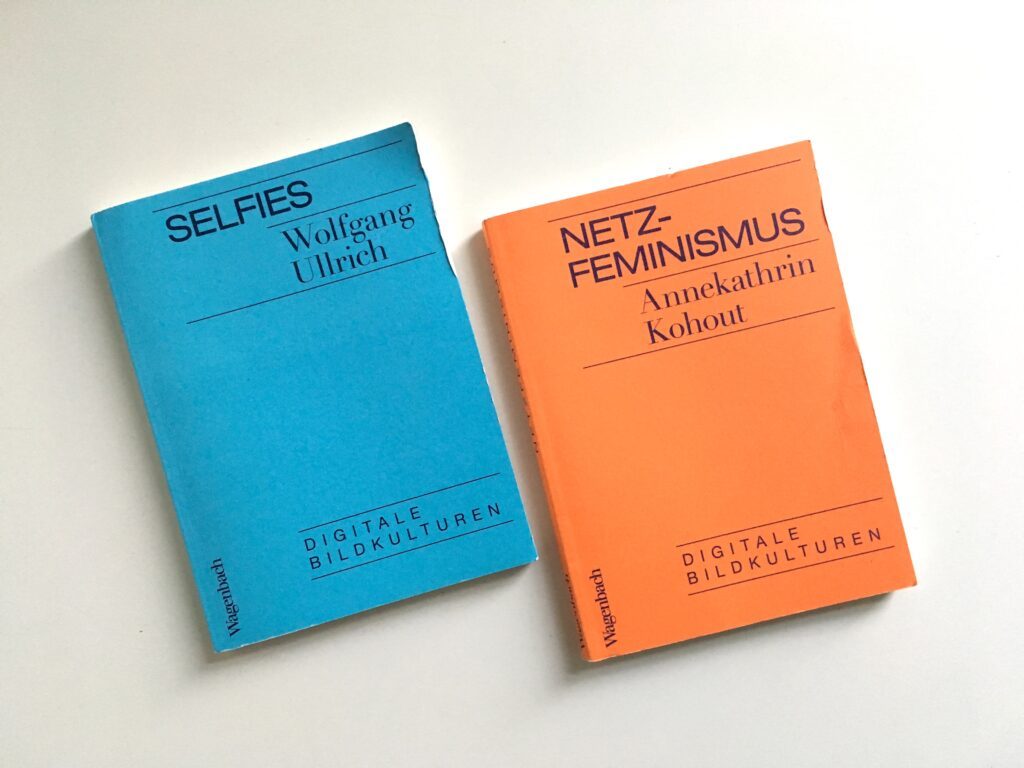 SELFIES
Wolfgang
Ullrich
DIGITALE
BILDKULTUREN
Wagenbach
NETZ-
FEMINISMUS
Annekathrin
Kohout
DIGITALE
BILDKULTUREN
Wagenbach